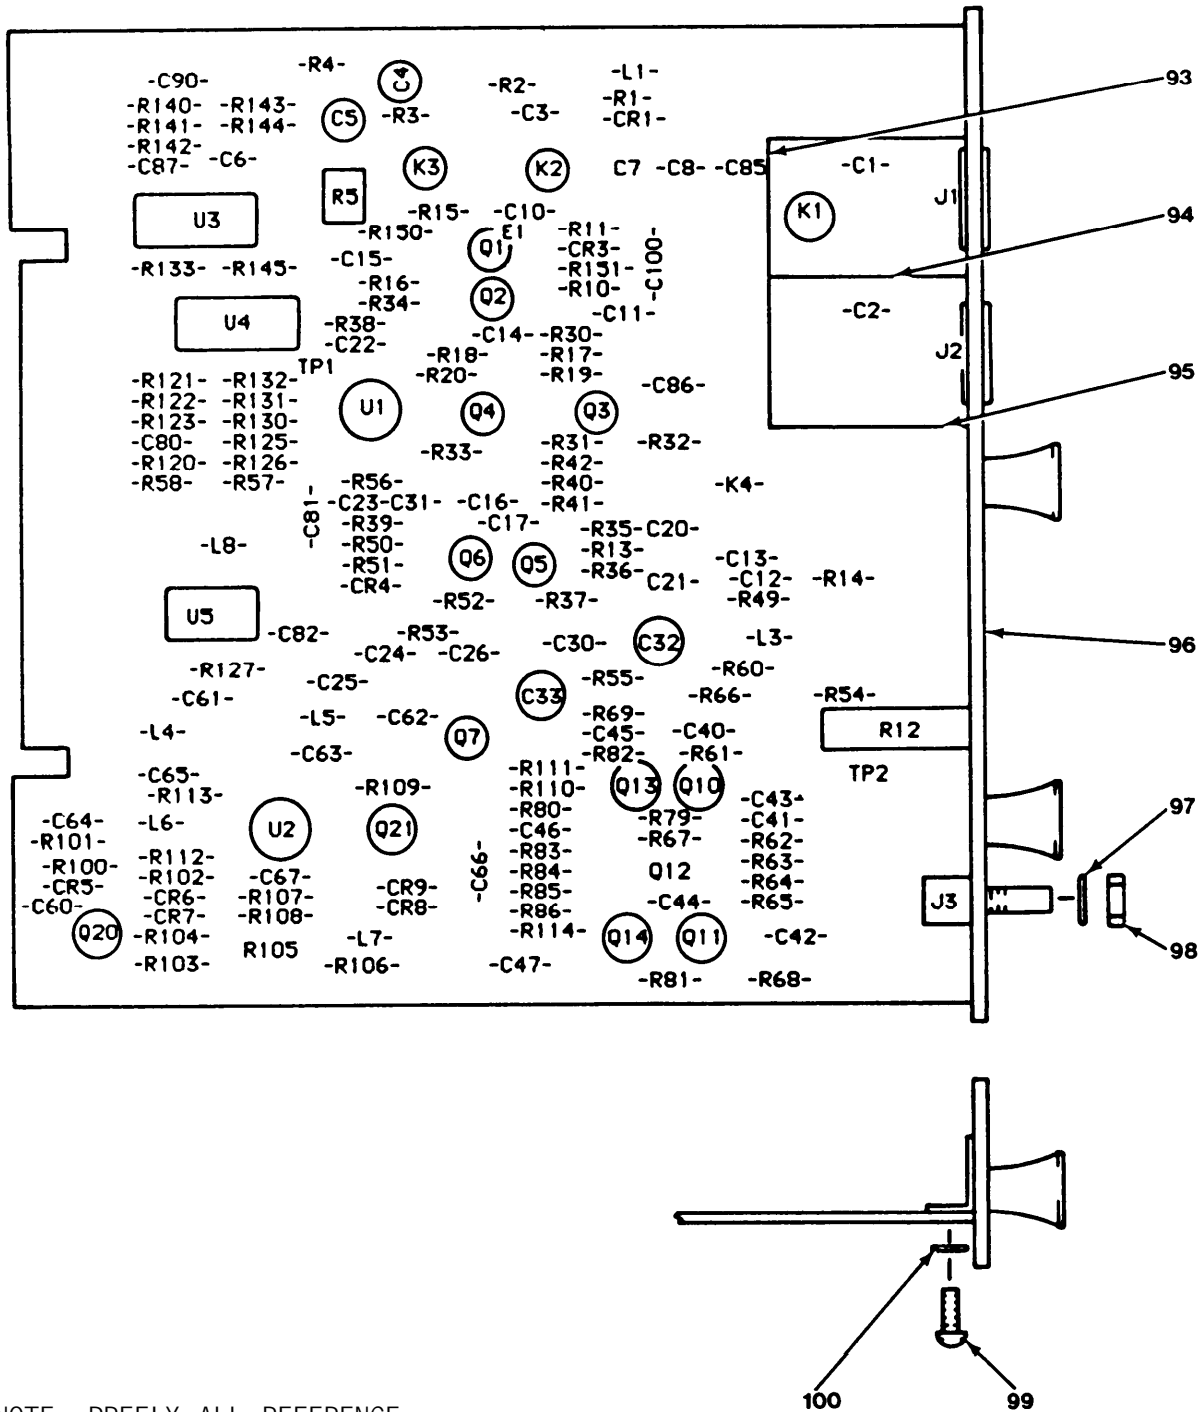 -R4- C4 -L1- 93
-C90- -R2-
-R140- -R143- -R1-
C5 -R3- -C3- -CR1-
-R141- -R144-
-R142-
-C87- -C6- K3 K2 C7 -C8- -C85 -C1-
R5 J1
U3 -R15- -C10- K1 94
-R150- E1 -R11-
Q1 -CR3- -C100-
-R133- -R145- -C15- -R151-
-R16- -R10-
-R34- Q2 -C11- -C2-
U4 -R38- -C14- -R30-
-C22- -R18- -R17- J2
TP1 -R20- -R19- 95
-R121- -R132- -C86-
-R122- -R131- U1 Q4 Q3
-R123- -R130-
-C80- -R125- -R33- -R31- -R32-
-R120- -R126- -R42-
-R58- -R57- -R56- -R40- -K4-
-C81- -C23-C31- -C16- -R41-
-R39- -C17- -R35-C20-
-L8- -R50- -R13-
-R51- Q6 Q5 -R36- -C13-
-CR4- C21- -C12- -R14-
-R52- -R37- -R49-
U5
-C82- -R53- -C30- C32 -L3- 96
-C24- -C26-
-R127- -R60-
-C25- -R55-
-C61- C33 -R66- -R54-
-L5- -C62- -R69-
-L4- Q7 -C45- -C40- R12
-C63- -R82- -R61-
-C65- -R111- TP2
-R113- -R109- -R110- Q13 Q10
-R80- -C43-
-C64- -L6- U2 Q21 -C46- -R79- -C41- 97
-R101- -R83- -R67- -R62-
-R100- -R112- -C66- -R84- Q12 -R63-
-CR5- -R102- -C67- -CR9- -R85- -R64-
-C60- -CR6- -R107- -CR8- -R86- -C44- -R65- J3
-CR7- -R108- -R114-
Q20 -R104- R105 -L7- Q14 Q11 -C42- 98
-R103- -R106- -C47- -R81- -R68-
100 99